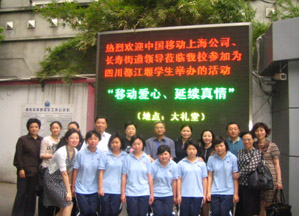 热烈欢迎中国移动上海公司、
长寿街道领导莅临我校参加为
四川都江堰学生举办的活动
“移动爱心、延续真情”
(地点：大礼堂)